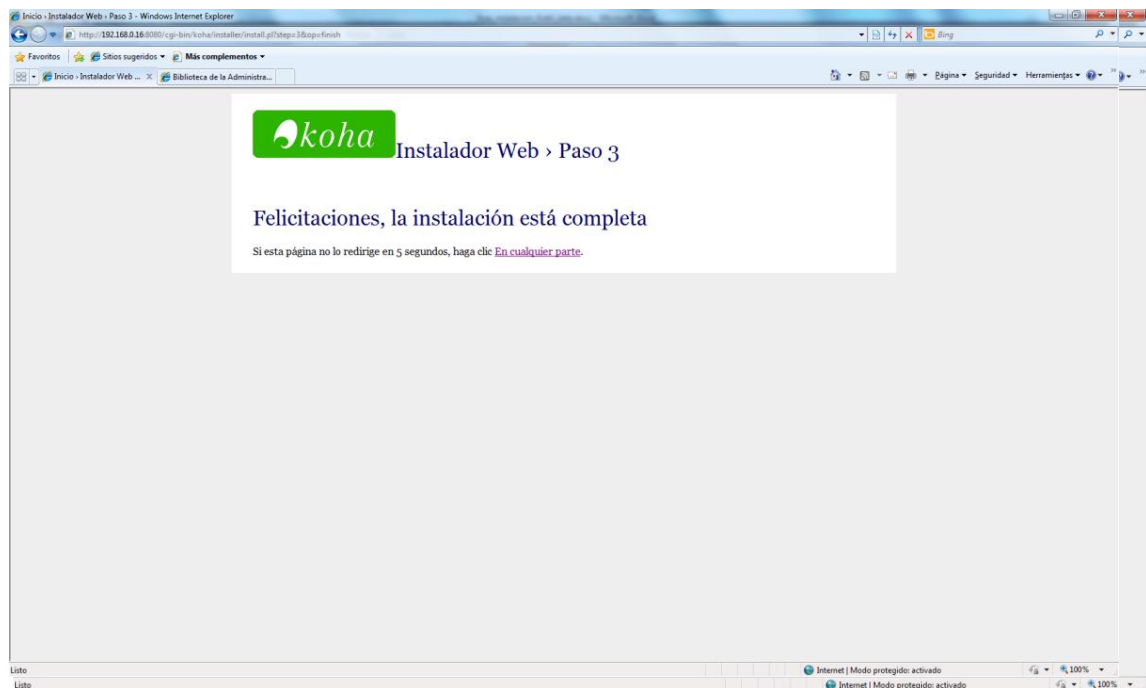 Inicio › Instalador Web › Paso 3 - Windows Internet Explorer
http://192.168.0.16:8080/cgi-bin/koha/installer/install.pl?step=3&op=finish
Bing
Favoritos
Sitios sugeridos
Más complementos
Inicio › Instalador Web ...
Biblioteca de la Administra...
Página
Seguridad
Herramientas
koha
Instalador Web › Paso 3
Felicitaciones, la instalación está completa
Si esta página no lo redirige en 5 segundos, haga clic En cualquier parte.
Listo
Internet | Modo protegido: activado
100%
Listo
Internet | Modo protegido: activado
100%